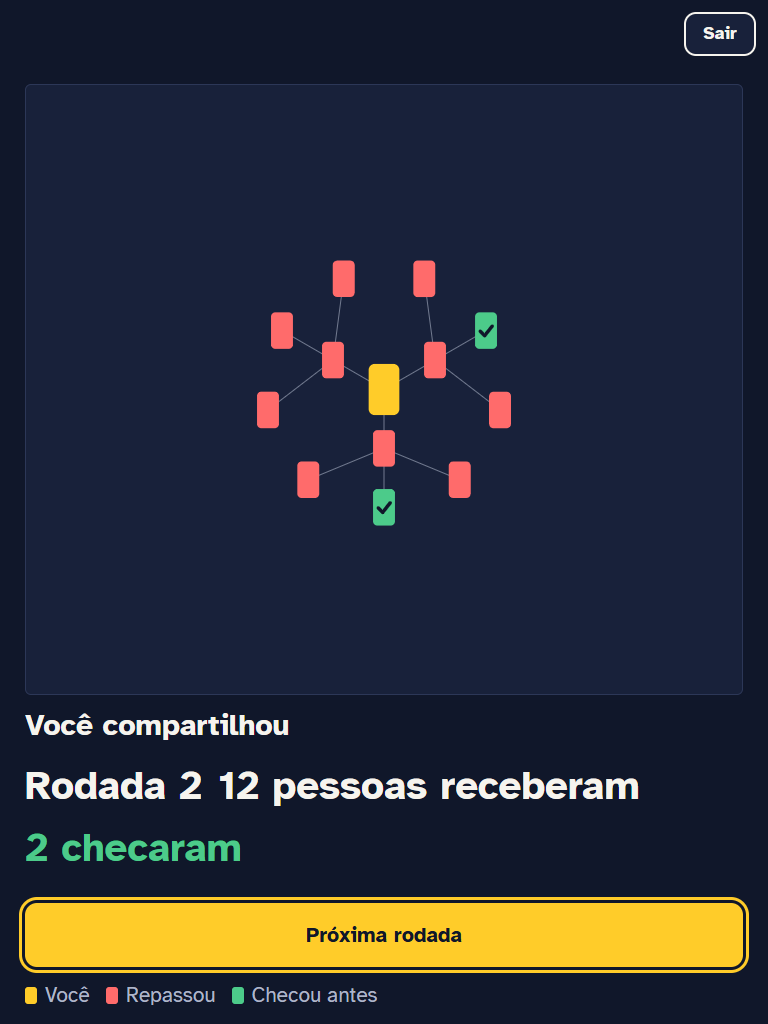 Sair
Você compartilhou
Rodada 2 12 pessoas receberam
2 checaram
Próxima rodada
Você Repassou Checou antes